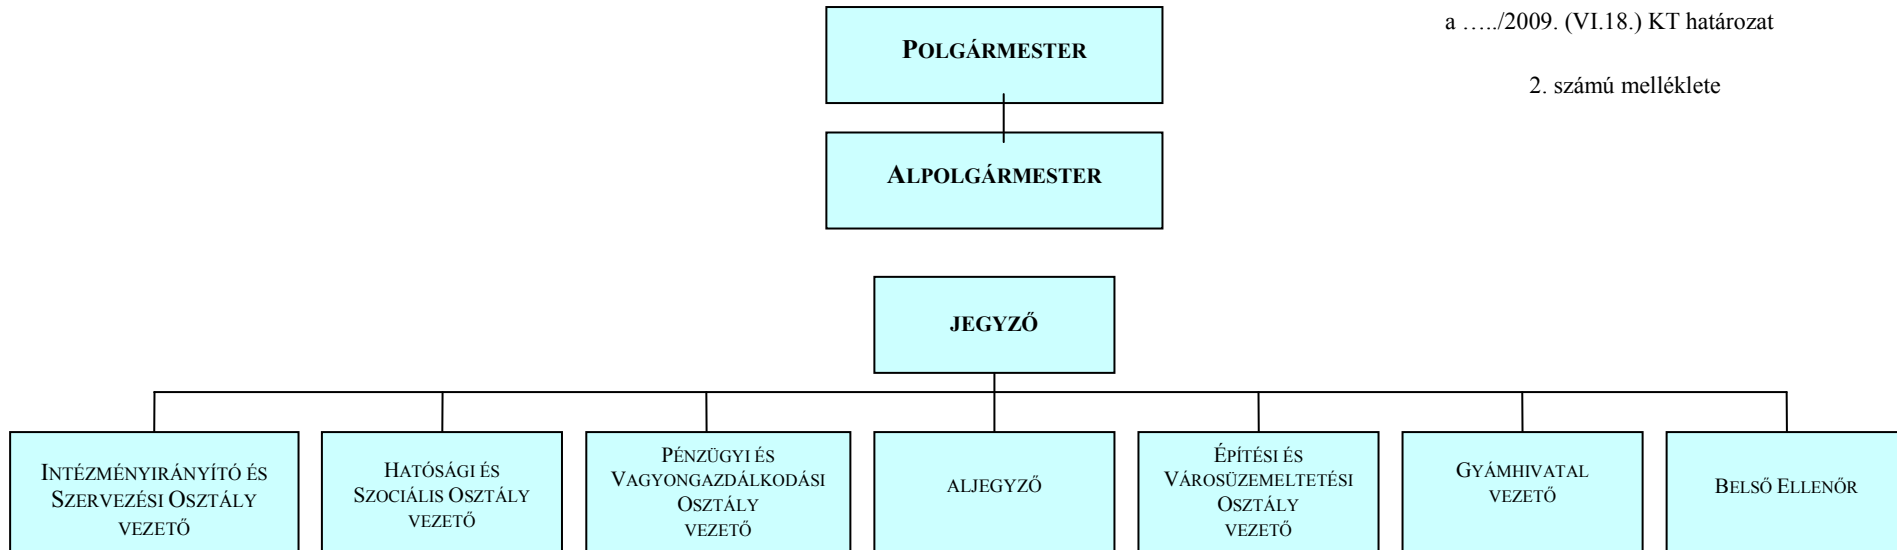 POLGÁRMESTER
a …../2009. (VI.18.) KT határozat
2. számú melléklete
ALPOLGÁRMESTER
JEGYZŐ
INTÉZMÉNYIRÁNYÍTÓ ÉS
SZERVEZÉSI OSZTÁLY
VEZETŐ
HATÓSÁGI ÉS
SZOCIÁLIS OSZTÁLY
VEZETŐ
PÉNZÜGYI ÉS
VAGYONGAZDÁLKODÁSI
OSZTÁLY
VEZETŐ
ALJEGYZŐ
ÉPÍTÉSI ÉS
VÁROSÜZEMELTETÉSI
OSZTÁLY
VEZETŐ
GYÁMHIVATAL
VEZETŐ
BELSŐ ELLENŐR